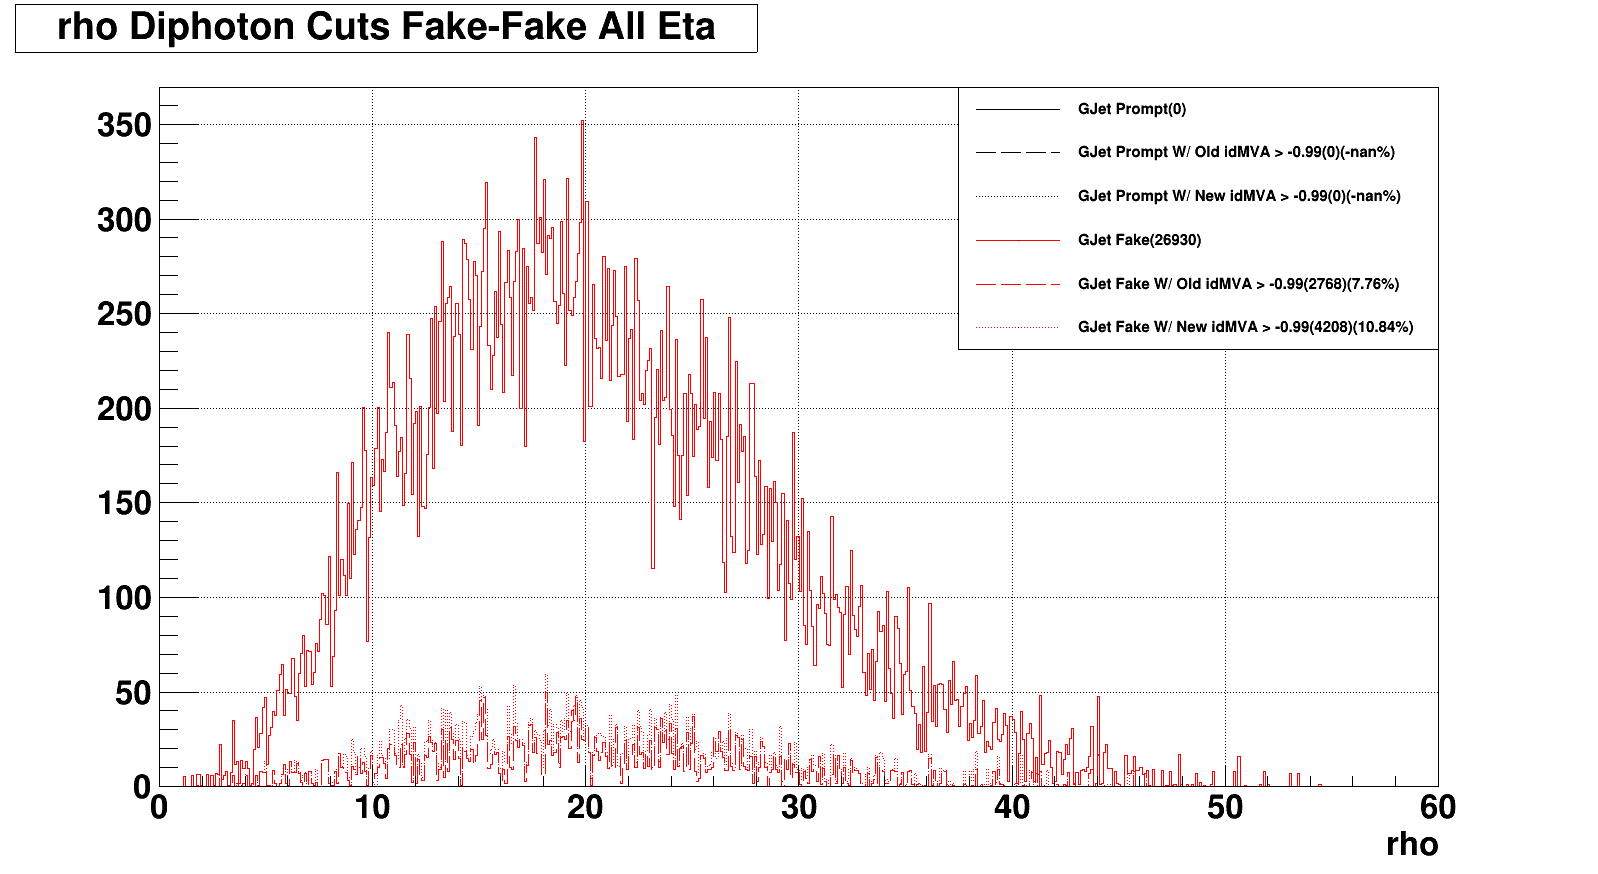 rho Diphoton Cuts Fake-Fake All Eta
GJet Prompt(0)
GJet Prompt W/ Old idMVA > -0.99(0)(-nan%)
GJet Prompt W/ New idMVA > -0.99(0)(-nan%)
GJet Fake(26930)
GJet Fake W/ Old idMVA > -0.99(2768)(7.76%)
GJet Fake W/ New idMVA > -0.99(4208)(10.84%)
350
300
250
200
150
100
50
0
0 10 20 30 40 50 60
rho